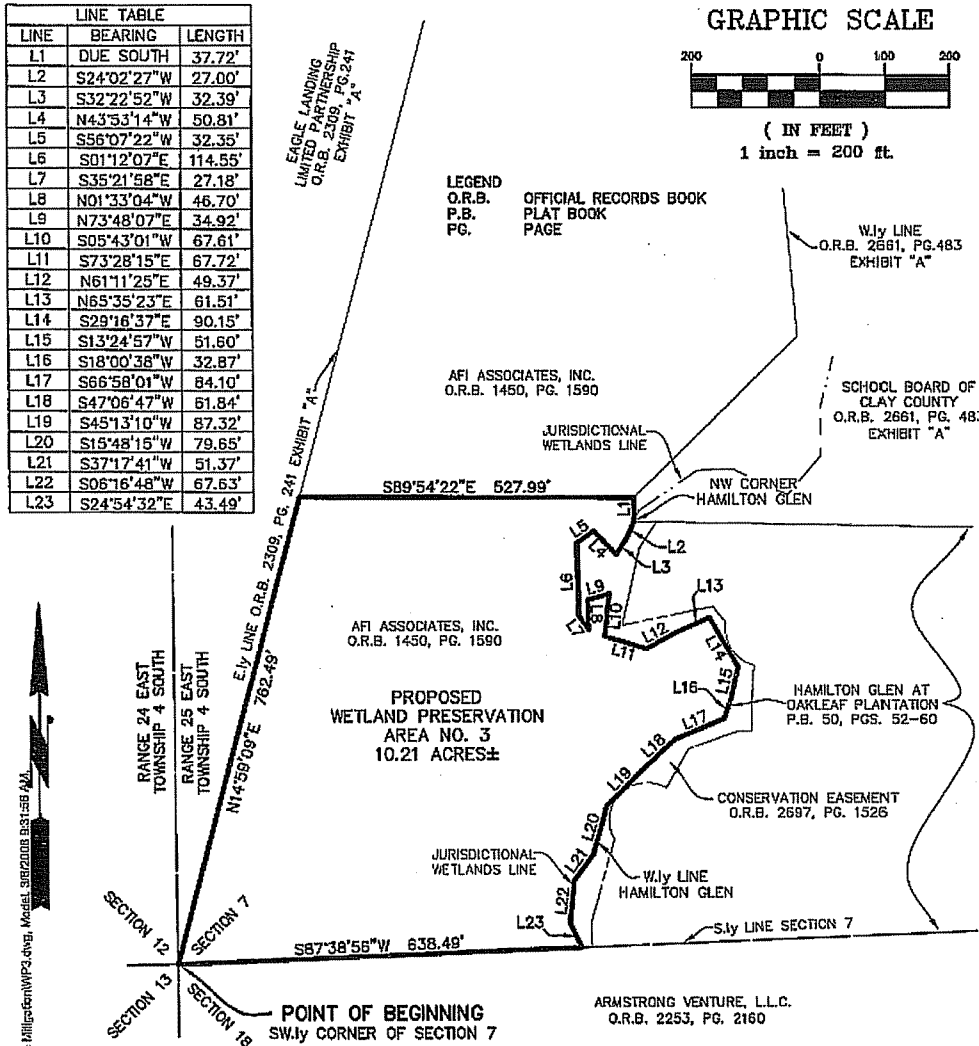 LINE TABLE
LINE BEARING LENGTH
L1 DUE SOUTH 37.72'
L2 S24°02'27"W 27.00'
L3 S32°22'52"W 32.39'
L4 N43°53'14"W 50.81'
L5 S56°07'22"W 32.35'
L6 S01°12'07"E 114.55'
L7 S35°21'58"E 27.18'
L8 N01°33'04"W 46.70'
L9 N73°48'07"E 34.92'
L10 S05°43'01"W 67.61'
L11 S73°28'15"E 67.72'
L12 N61°11'25"E 49.37'
L13 N65°35'23"E 61.51'
L14 S29°16'37"E 90.15'
L15 S13°24'57"W 51.60'
L16 S18°00'38"W 32.87'
L17 S66°58'01"W 84.10'
L18 S47°06'47"W 61.84'
L19 S45°13'10"W 87.32'
L20 S15°48'15"W 79.65'
L21 S37°17'41"W 51.37'
L22 S06°16'48"W 67.63'
L23 S24°54'32"E 43.49'
GRAPHIC SCALE
200 0 100 200
( IN FEET )
1 inch = 200 ft.
EAGLE LANDING
LIMITED PARTNERSHIP
O.R.B. 2309, PG.241
EXHIBIT "A"
LEGEND
O.R.B. OFFICIAL RECORDS BOOK
P.B. PLAT BOOK
PG. PAGE
W.ly LINE
O.R.B. 2661, PG.483
EXHIBIT "A"
AFI ASSOCIATES, INC.
O.R.B. 1450, PG. 1590
SCHOOL BOARD OF
CLAY COUNTY
O.R.B. 2661, PG. 483
EXHIBIT "A"
JURISDICTIONAL
WETLANDS LINE
NW CORNER
HAMILTON GLEN
S89°54'22"E 527.99'
L1
L2
L3
L4
L5
L6
L7
L8
L9
L10
L11
L12
L13
L14
L15
L16
L17
L18
L19
L20
L21
L22
L23
E.ly LINE O.R.B. 2309, PG. 241 EXHIBIT "A"
N14°59'09"E 762.49'
AFI ASSOCIATES, INC.
O.R.B. 1450, PG. 1590
PROPOSED
WETLAND PRESERVATION
AREA NO. 3
10.21 ACRES±
RANGE 24 EAST
TOWNSHIP 4 SOUTH
RANGE 25 EAST
TOWNSHIP 4 SOUTH
N
HAMILTON GLEN AT
OAKLEAF PLANTATION
P.B. 50, PGS. 52-60
CONSERVATION EASEMENT
O.R.B. 2697, PG. 1526
JURISDICTIONAL
WETLANDS LINE
W.ly LINE
HAMILTON GLEN
S.ly LINE SECTION 7
SECTION 12
SECTION 7
SECTION 13
SECTION 18
S87°38'56"W 638.49'
POINT OF BEGINNING
SW.ly CORNER OF SECTION 7
ARMSTRONG VENTURE, L.L.C.
O.R.B. 2253, PG. 2160